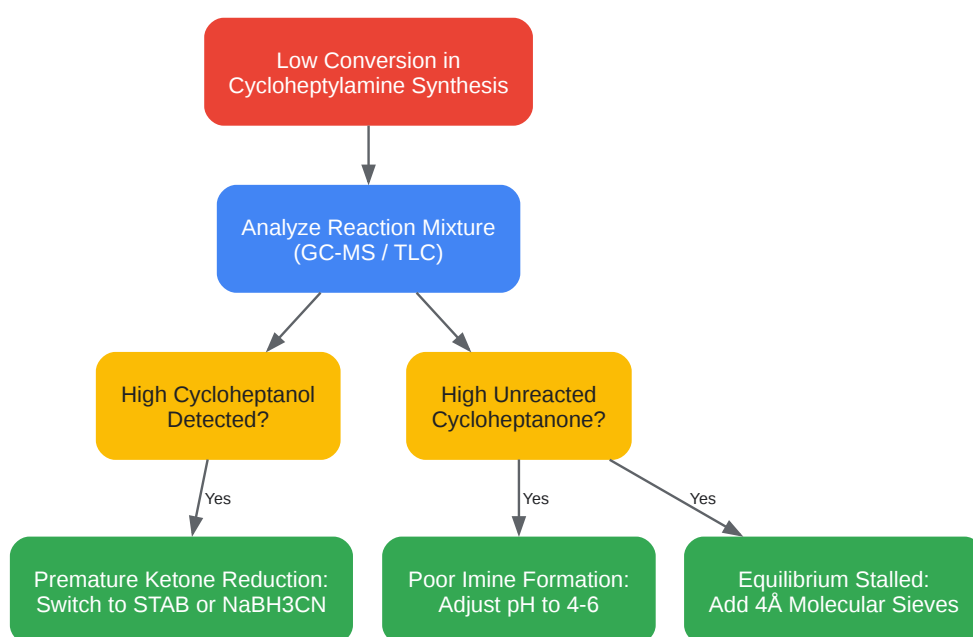 Low Conversion in
Cycloheptylamine Synthesis
Analyze Reaction Mixture
(GC-MS / TLC)
High Cycloheptanol
Detected?
High Unreacted
Cycloheptanone?
Yes
Yes
Yes
Premature Ketone Reduction:
Switch to STAB or NaBH3CN
Poor Imine Formation:
Adjust pH to 4-6
Equilibrium Stalled:
Add 4Å Molecular Sieves